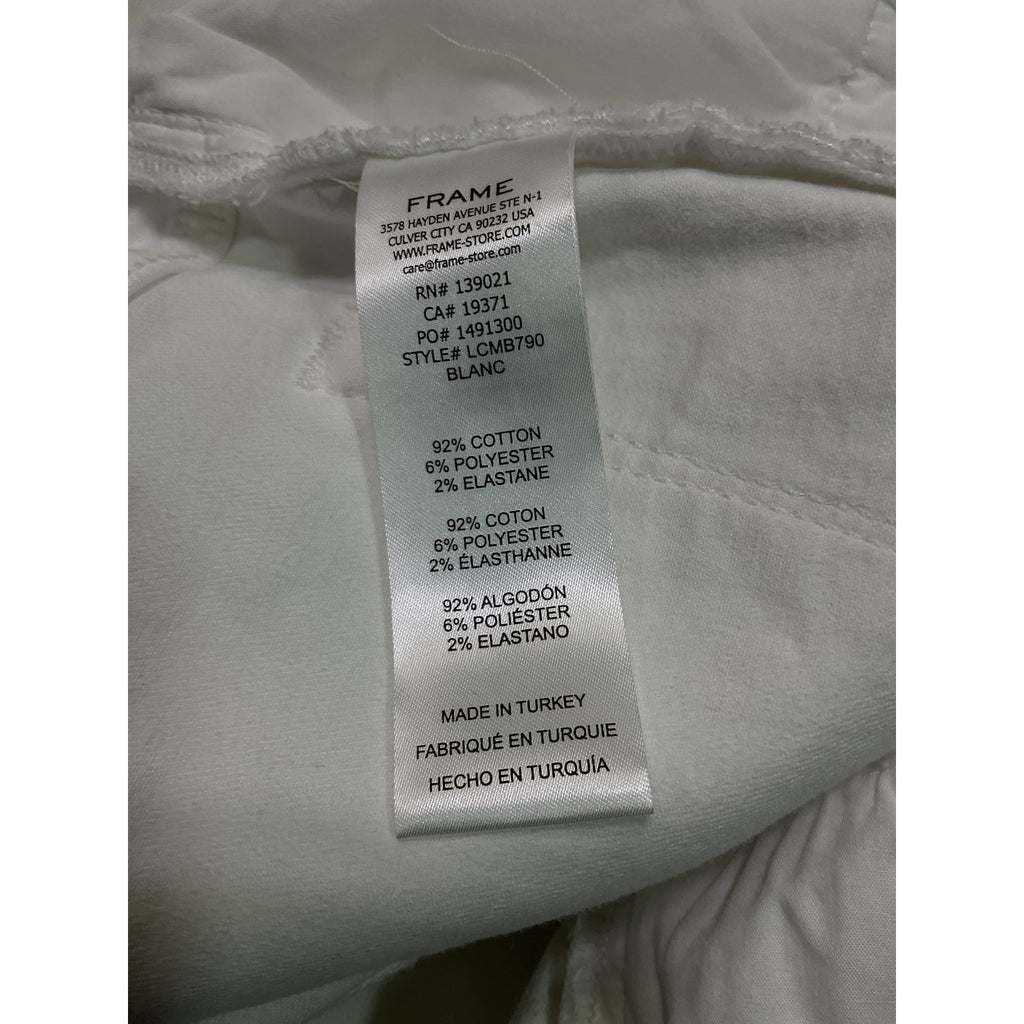 FRAME
3578 HAYDEN AVENUE STE N-1
CULVER CITY CA 90232 USA
WWW.FRAME-STORE.COM
care@frame-store.com
RN# 139021
CA# 19371
PO# 1491300
STYLE# LCMB790
BLANC
92% COTTON
6% POLYESTER
2% ELASTANE
92% COTON
6% POLYESTER
2% ÉLASTHANNE
92% ALGODÓN
6% POLIÉSTER
2% ELASTANO
MADE IN TURKEY
FABRIQUÉ EN TURQUIE
HECHO EN TURQUÍA